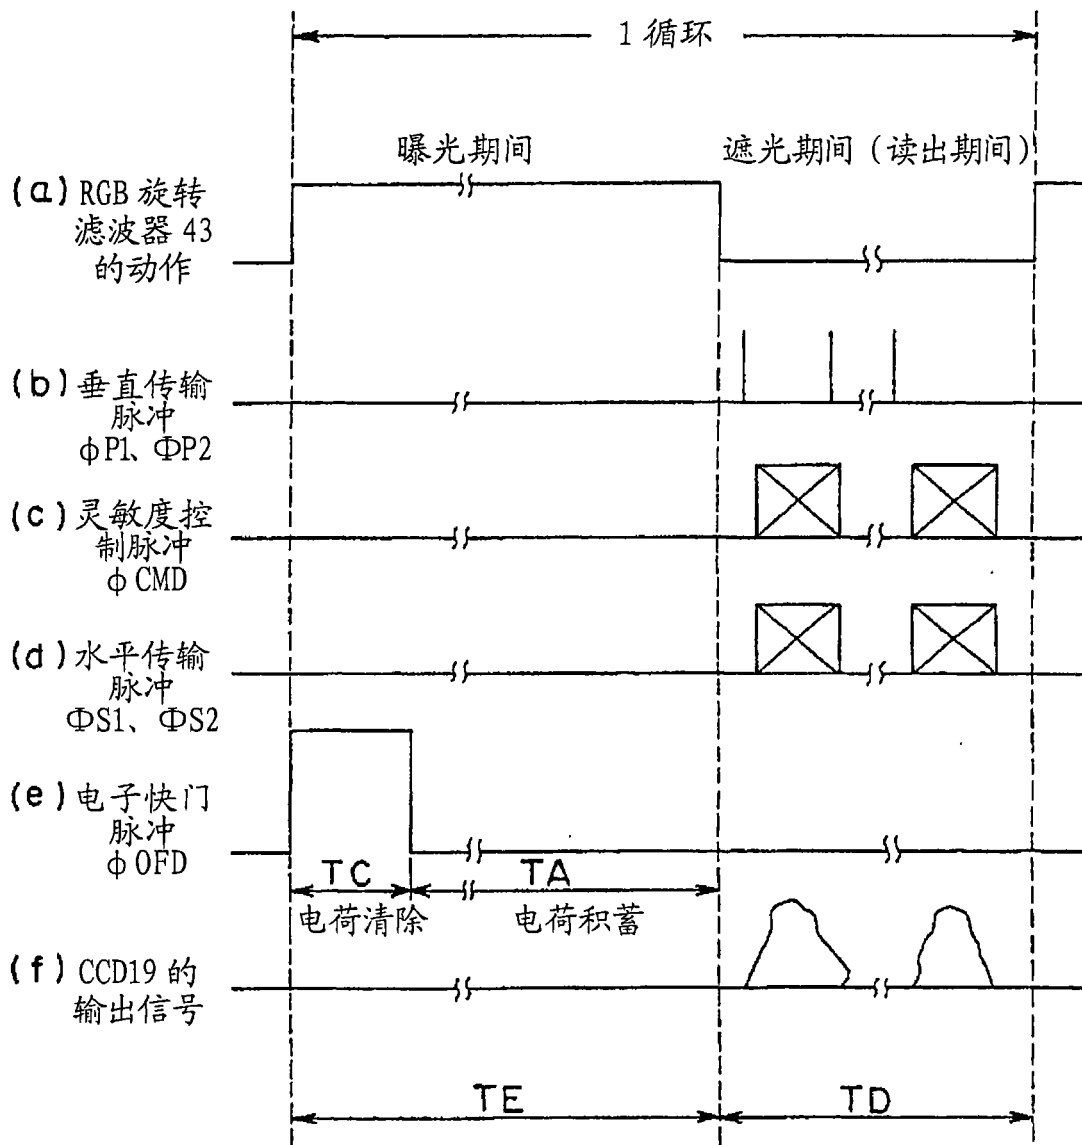 1 循环
曝光期间
遮光期间（读出期间）
(a) RGB 旋转
滤波器 43
的动作
(b) 垂直传输
脉冲
φP1、ΦP2
(c) 灵敏度控
制脉冲
φCMD
(d) 水平传输
脉冲
ΦS1、ΦS2
(e) 电子快门
脉冲
φOFD
TC
TA
电荷清除
电荷积蓄
(f) CCD19 的
输出信号
TE
TD